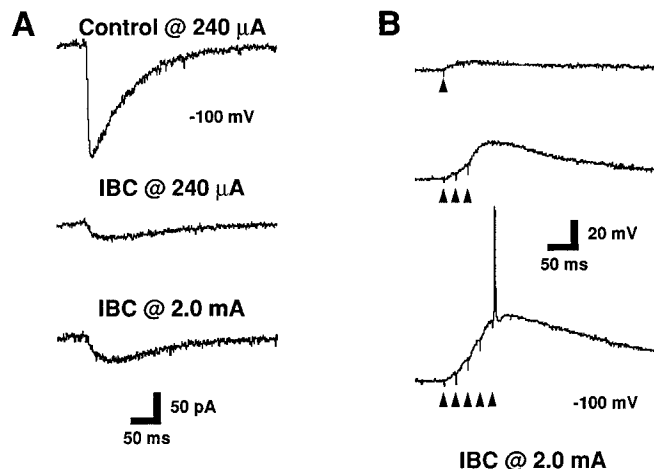 A
Control @ 240 μA
-100 mV
IBC @ 240 μA
IBC @ 2.0 mA
50 pA
50 ms
B
20 mV
50 ms
-100 mV
IBC @ 2.0 mA